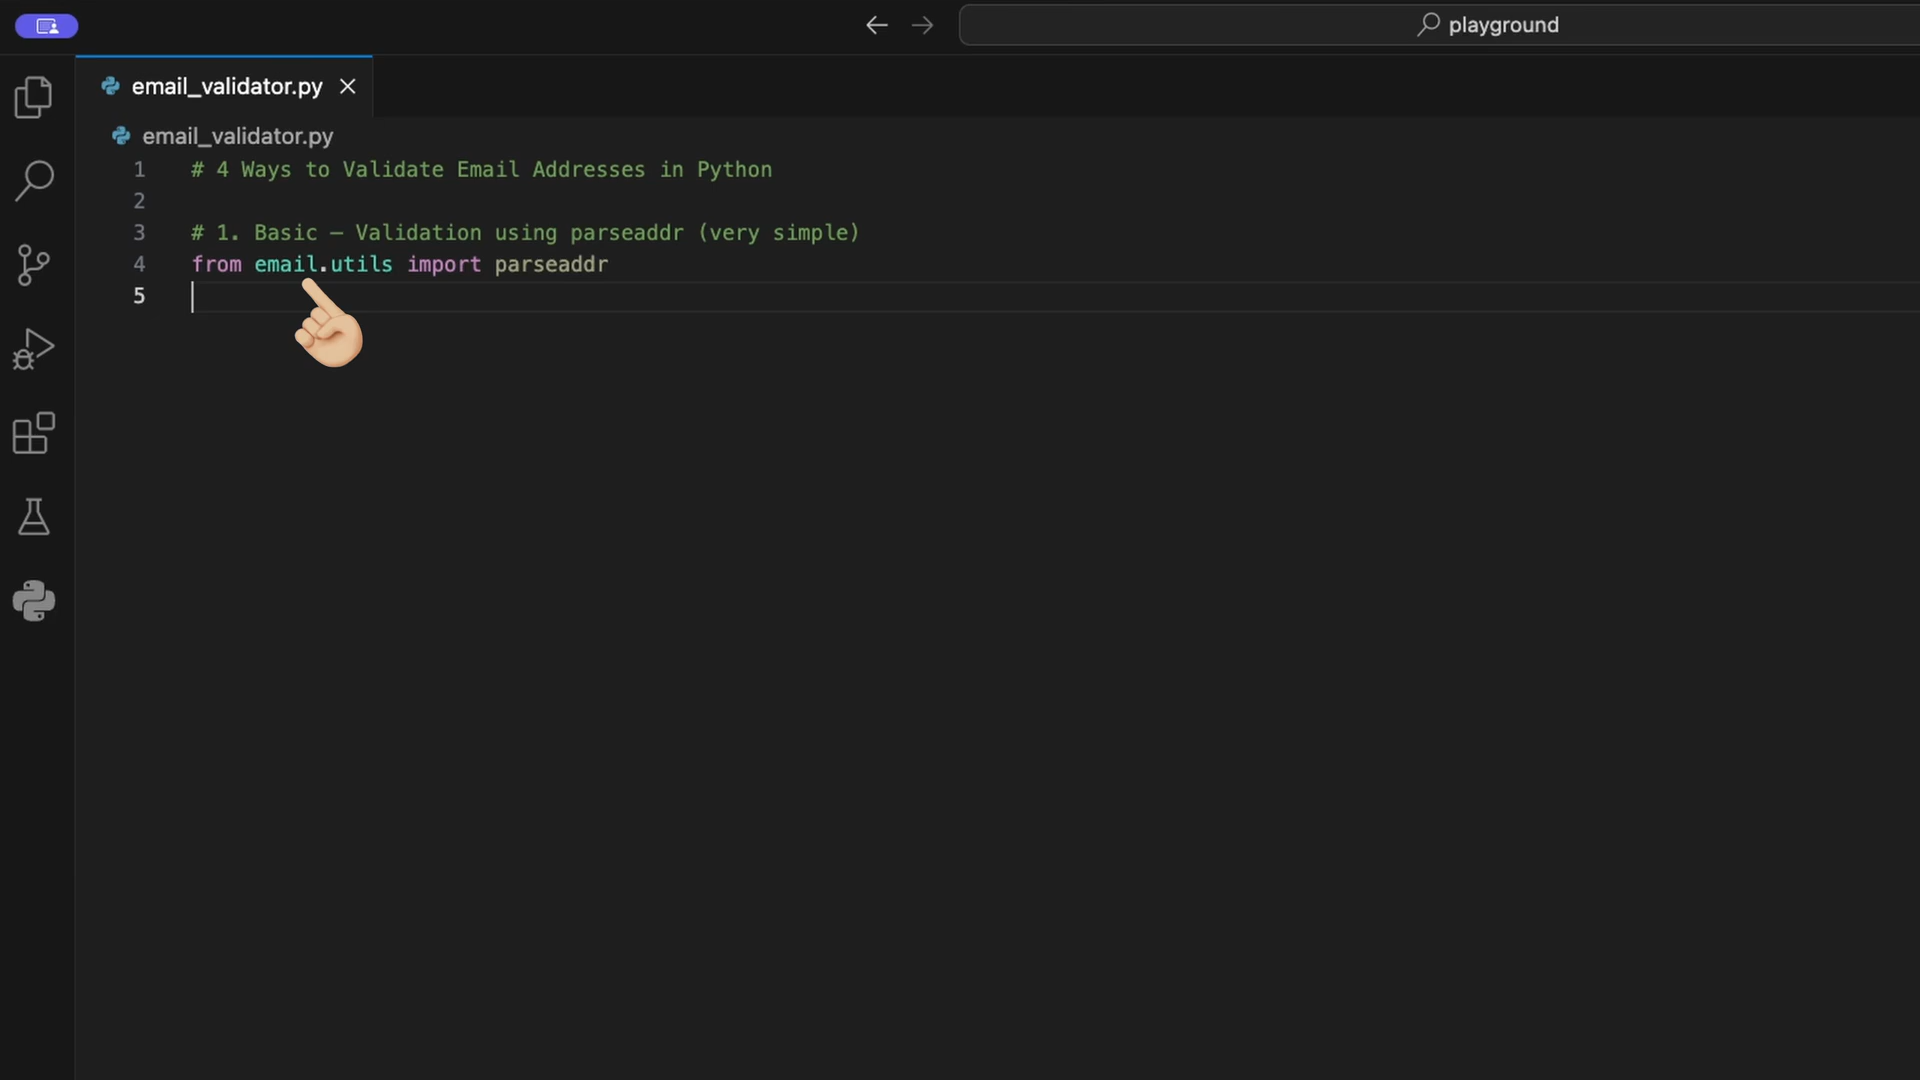 playground
email_validator.py
email_validator.py
1 # 4 Ways to Validate Email Addresses in Python
2
3 # 1. Basic – Validation using parseaddr (very simple)
4 from email.utils import parseaddr
5